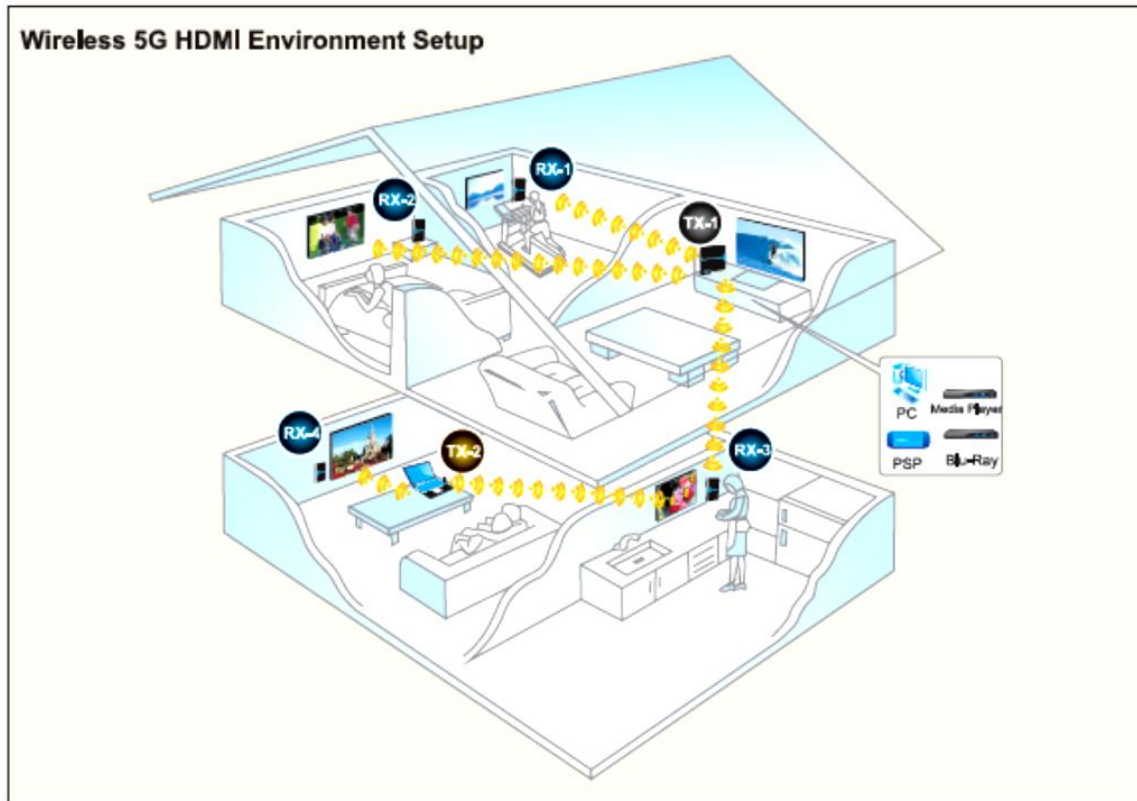 Wireless 5G HDMI Environment Setup
RX-1
RX-2
TX-1
PC
Media Player
PSP
Blu-Ray
RX-4
TX-2
RX-3